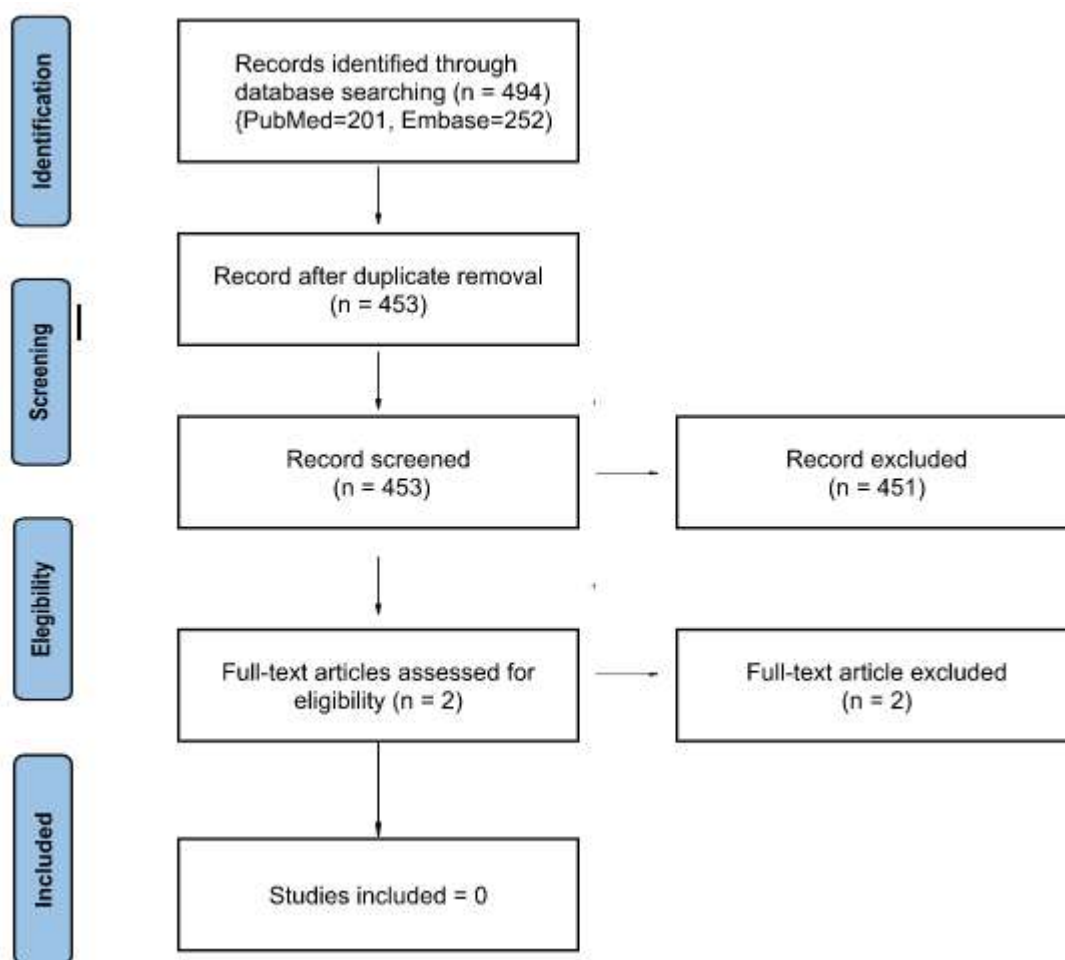 Identification
Records identified through
database searching (n = 494)
{PubMed=201, Embase=252)
Record after duplicate removal
(n = 453)
Screening
Record screened
(n = 453)
Record excluded
(n = 451)
Elegibility
Full-text articles assessed for
eligibility (n = 2)
Full-text article excluded
(n = 2)
Included
Studies included = 0